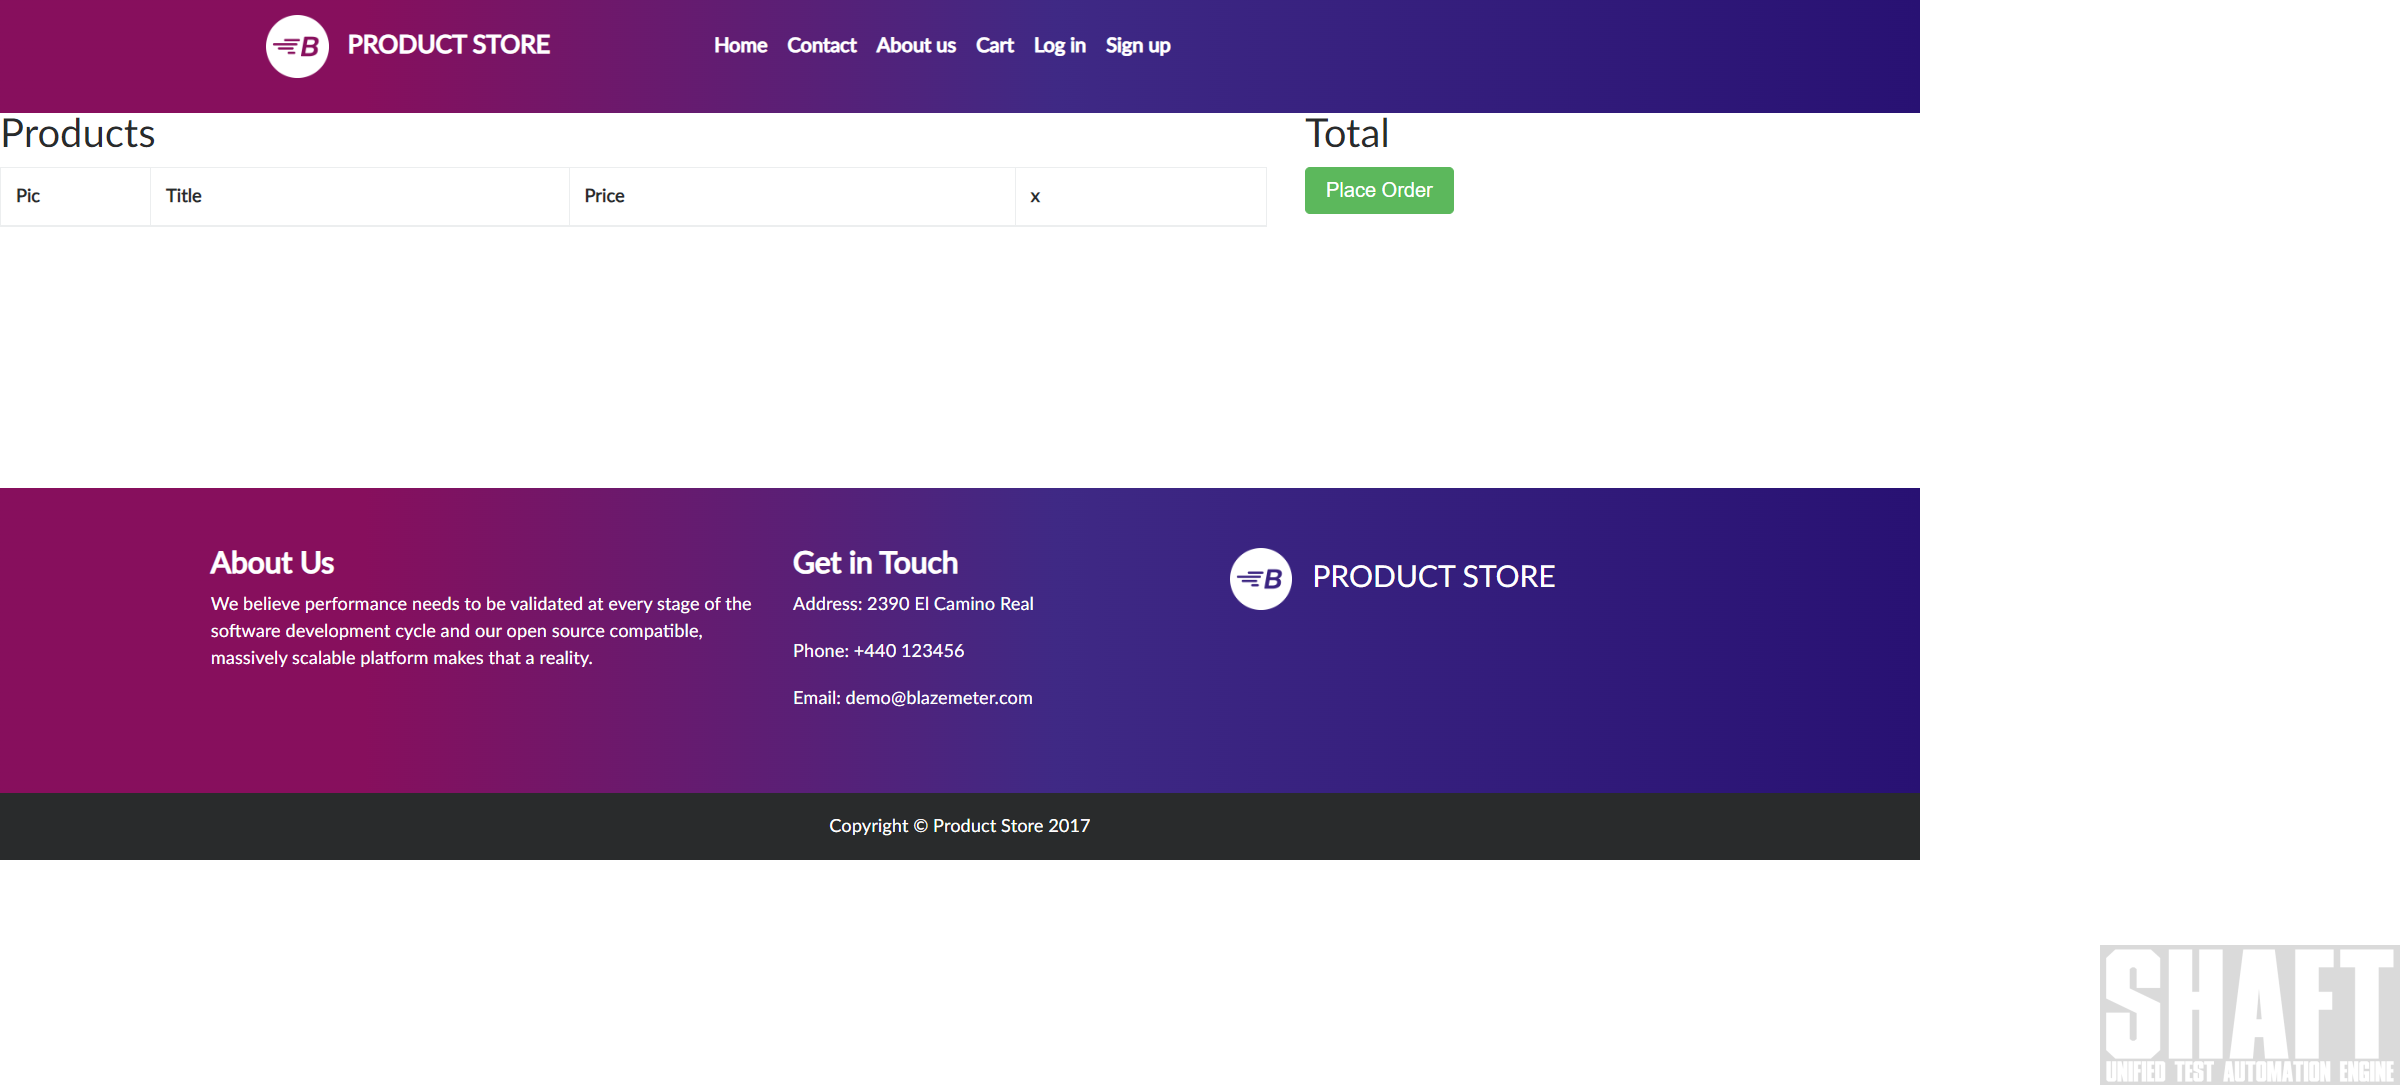 B PRODUCT STORE Home Contact About us Cart Log in Sign up
Products
Total
Pic Title Price x
Place Order
About Us
We believe performance needs to be validated at every stage of the
software development cycle and our open source compatible,
massively scalable platform makes that a reality.
Get in Touch
Address: 2390 El Camino Real
Phone: +440 123456
Email: demo@blazemeter.com
B PRODUCT STORE
Copyright © Product Store 2017
SHAFT
UNIFIED TEST AUTOMATION ENGINE